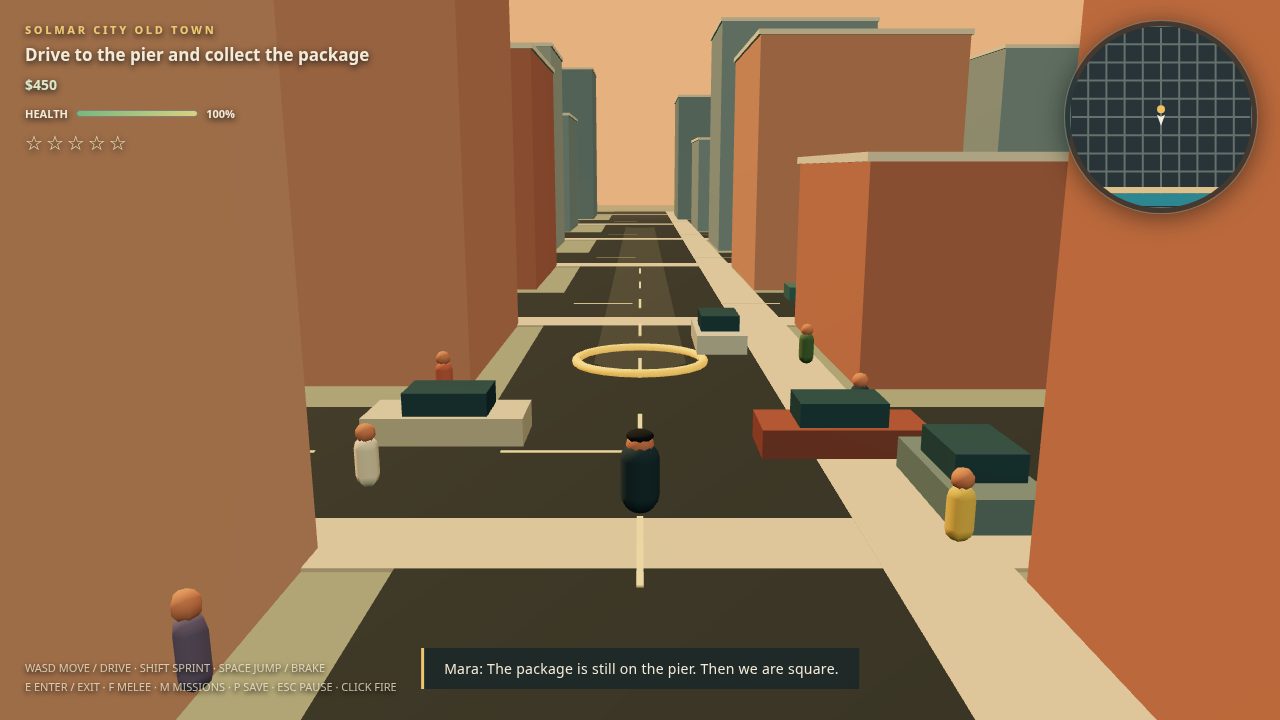 SOLMAR CITY OLD TOWN
Drive to the pier and collect the package
$450
HEALTH 100%
WASD MOVE / DRIVE · SHIFT SPRINT · SPACE JUMP / BRAKE
E ENTER / EXIT · F MELEE · M MISSIONS · P SAVE · ESC PAUSE · CLICK FIRE
Mara: The package is still on the pier. Then we are square.